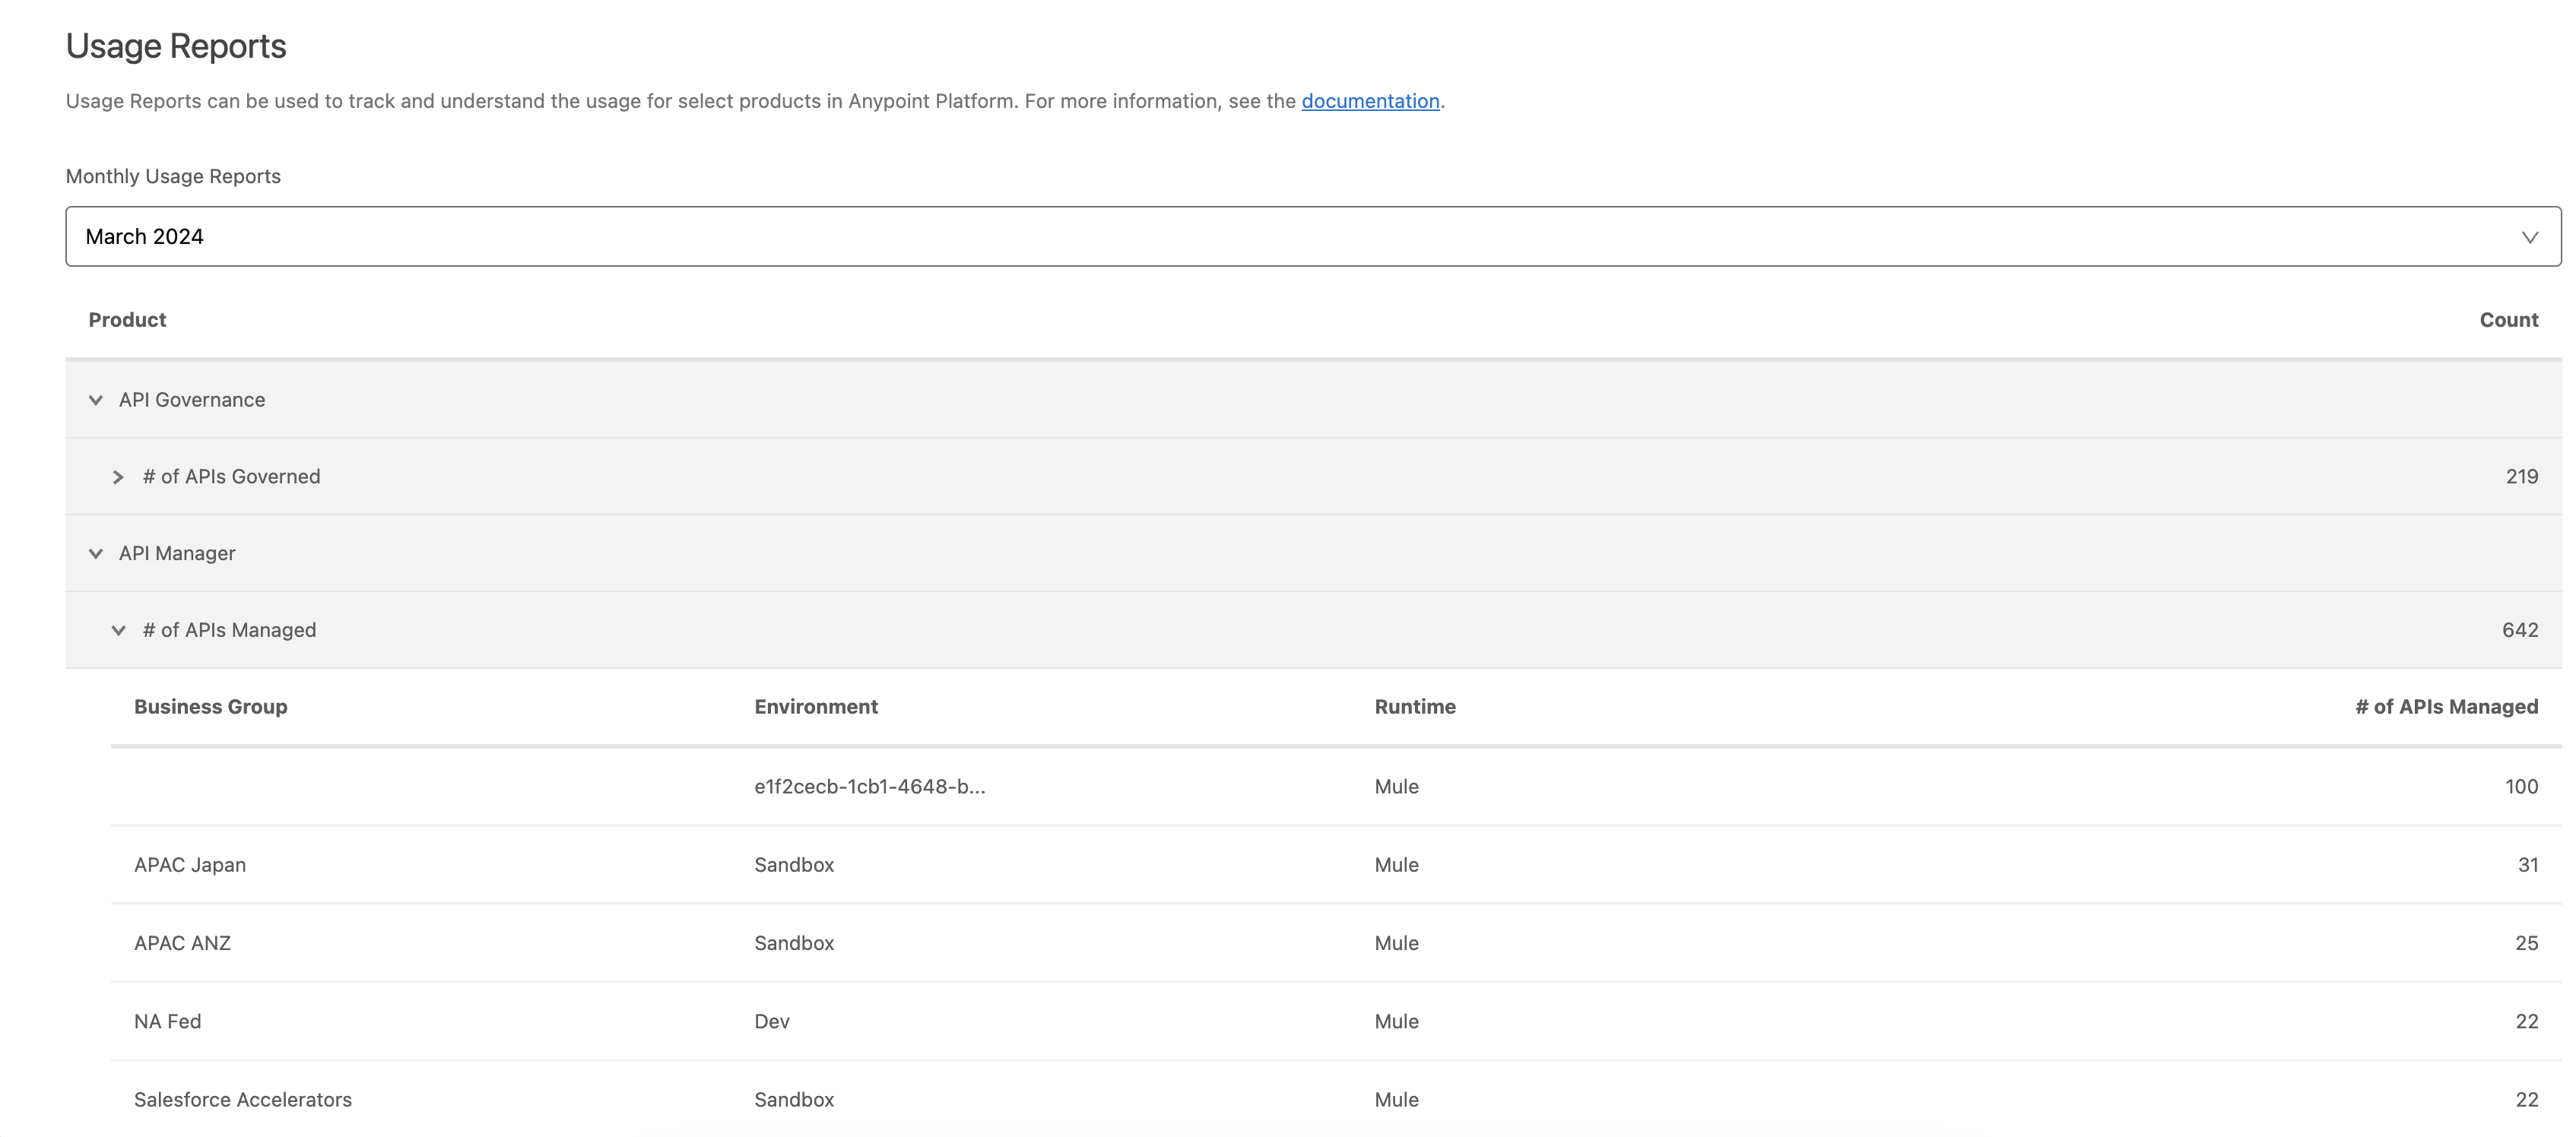 Usage Reports
Usage Reports can be used to track and understand the usage for select products in Anypoint Platform. For more information, see the documentation.
Monthly Usage Reports
March 2024
Product Count
API Governance
# of APIs Governed 219
API Manager
# of APIs Managed 642
Business Group Environment Runtime # of APIs Managed
e1f2cecb-1cb1-4648-b... Mule 100
APAC Japan Sandbox Mule 31
APAC ANZ Sandbox Mule 25
NA Fed Dev Mule 22
Salesforce Accelerators Sandbox Mule 22